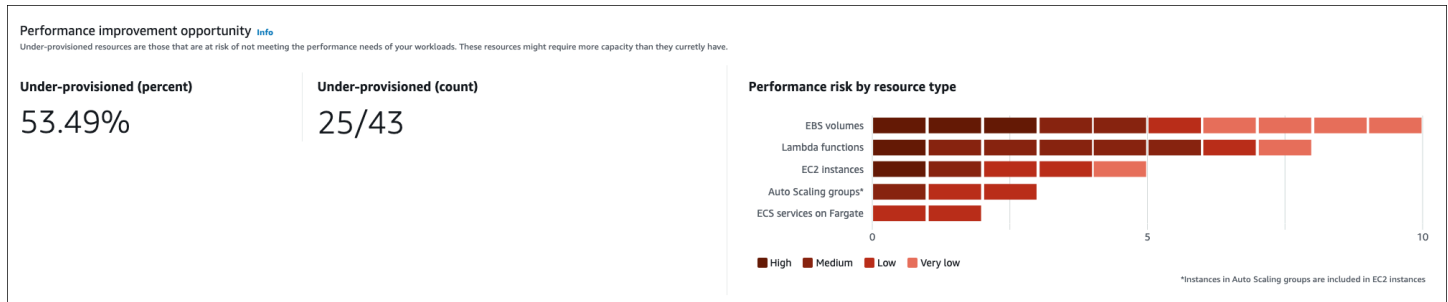 Performance improvement opportunity Info
Under-provisioned resources are those that are at risk of not meeting the performance needs of your workloads. These resources might require more capacity than they curretly have.
Under-provisioned (percent)
53.49%
Under-provisioned (count)
25/43
Performance risk by resource type
EBS volumes
Lambda functions
EC2 instances
Auto Scaling groups*
ECS services on Fargate
0 5 10
High Medium Low Very low
*Instances in Auto Scaling groups are included in EC2 instances